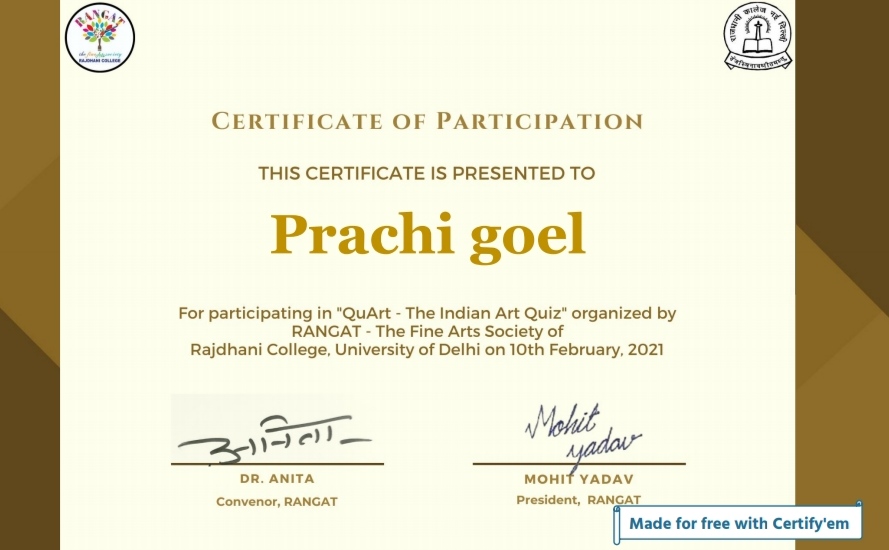 RANGAT
the fine arts society
RAJDHANI COLLEGE
राजधानी कालेज नई दिल्ली
CERTIFICATE OF PARTICIPATION
THIS CERTIFICATE IS PRESENTED TO
Prachi goel
For participating in "QuArt - The Indian Art Quiz" organized by
RANGAT - The Fine Arts Society of
Rajdhani College, University of Delhi on 10th February, 2021
अनिता
Mohit
yadav
DR. ANITA
MOHIT YADAV
Convenor, RANGAT
President, RANGAT
Made for free with Certify'em